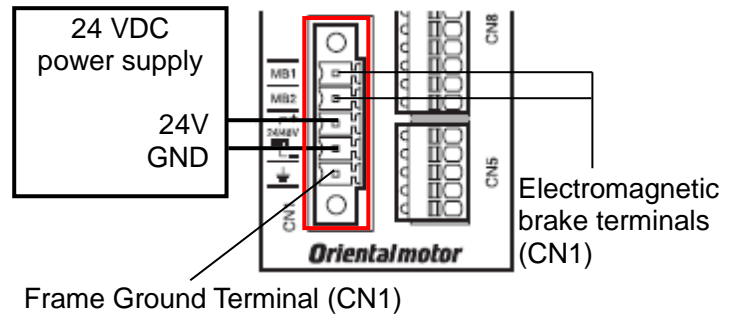 24 VDC
power supply
24V
GND
MB1
MB2
24/48V
CN1
CN8
CN5
Orientalmotor
Electromagnetic
brake terminals
(CN1)
Frame Ground Terminal (CN1)